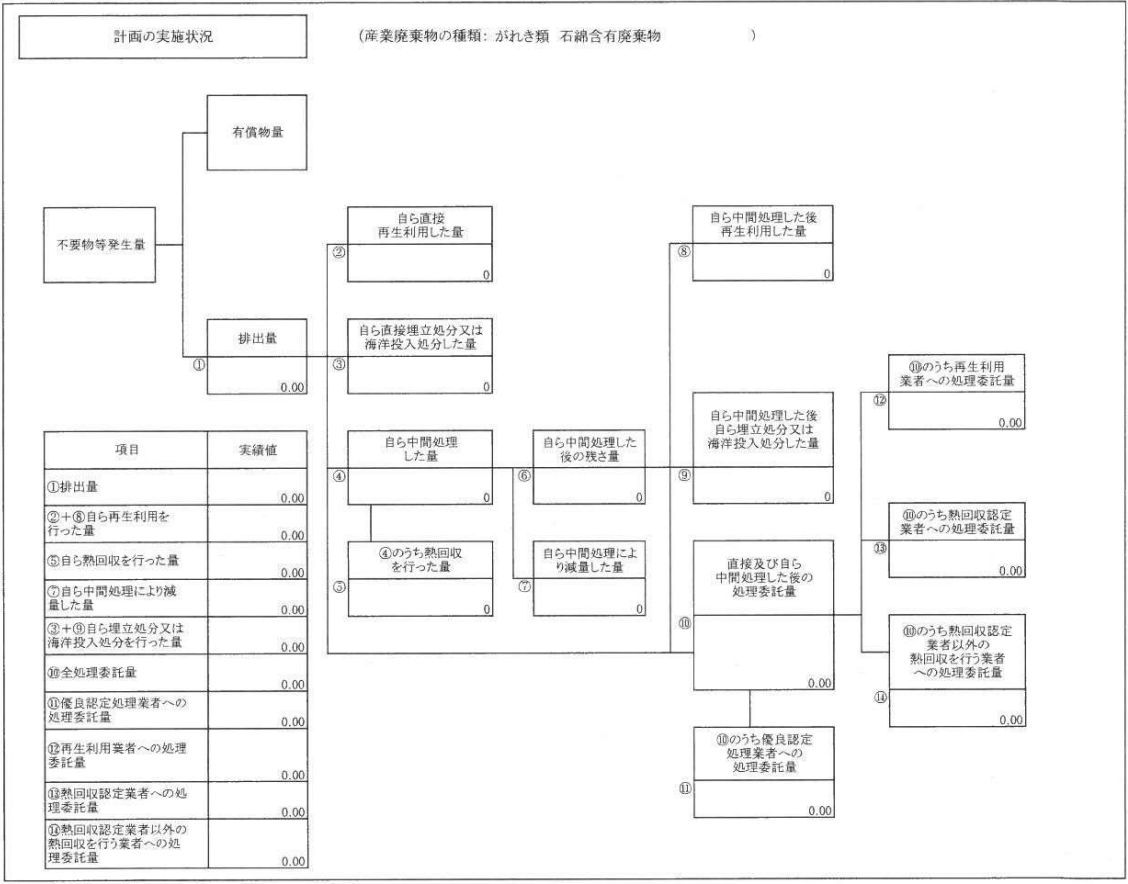 計画の実施状況
(産業廃棄物の種類: がれき類 石綿含有廃棄物 )
有償物量
不要物等発生量
自ら直接
再生利用した量
②
0
自ら中間処理した後
再生利用した量
⑧
0
排出量
①
0.00
自ら直接埋立処分又は
海洋投入処分した量
③
0
⑩のうち再生利用
業者への処理委託量
⑫
0.00
自ら中間処理
した量
④
0
自ら中間処理した
後の残さ量
⑥
0
自ら中間処理した後
自ら埋立処分又は
海洋投入処分した量
⑨
0
⑩のうち熱回収認定
業者への処理委託量
⑬
0.00
④のうち熱回収
を行った量
⑤
0
自ら中間処理によ
り減量した量
⑦
0
直接及び自ら
中間処理した後の
処理委託量
⑩
0.00
⑩のうち熱回収認定
業者以外の
熱回収を行う業者
への処理委託量
⑭
0.00
⑩のうち優良認定
処理業者への
処理委託量
⑪
0.00
項目 実績値
①排出量
0.00
②+⑧自ら再生利用を
行った量
0.00
⑤自ら熱回収を行った量
0.00
⑦自ら中間処理により減
量した量
0.00
③+⑨自ら埋立処分又は
海洋投入処分を行った量
0.00
⑩全処理委託量
0.00
⑪優良認定処理業者への
処理委託量
0.00
⑫再生利用業者への処理
委託量
0.00
⑬熱回収認定業者への処
理委託量
0.00
⑭熱回収認定業者以外の
熱回収を行う業者への処
理委託量
0.00